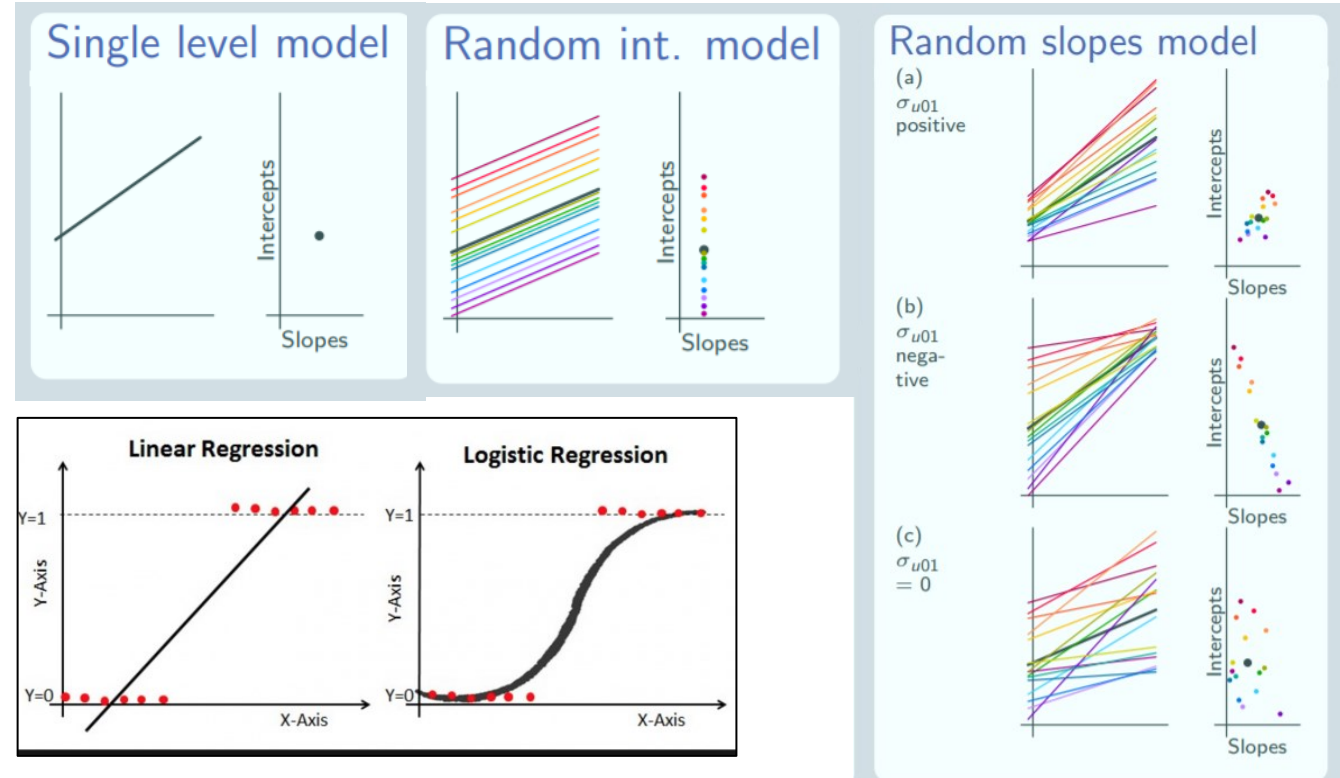 Single level model
Intercepts
Slopes
Random int. model
Intercepts
Slopes
Random slopes model
(a)
σu01
positive
Intercepts
Slopes
(b)
σu01
nega-
tive
Intercepts
Slopes
(c)
σu01
= 0
Intercepts
Slopes
Linear Regression
Y=1
Y-Axis
Y=0
X-Axis
Logistic Regression
Y=1
Y-Axis
Y=0
X-Axis